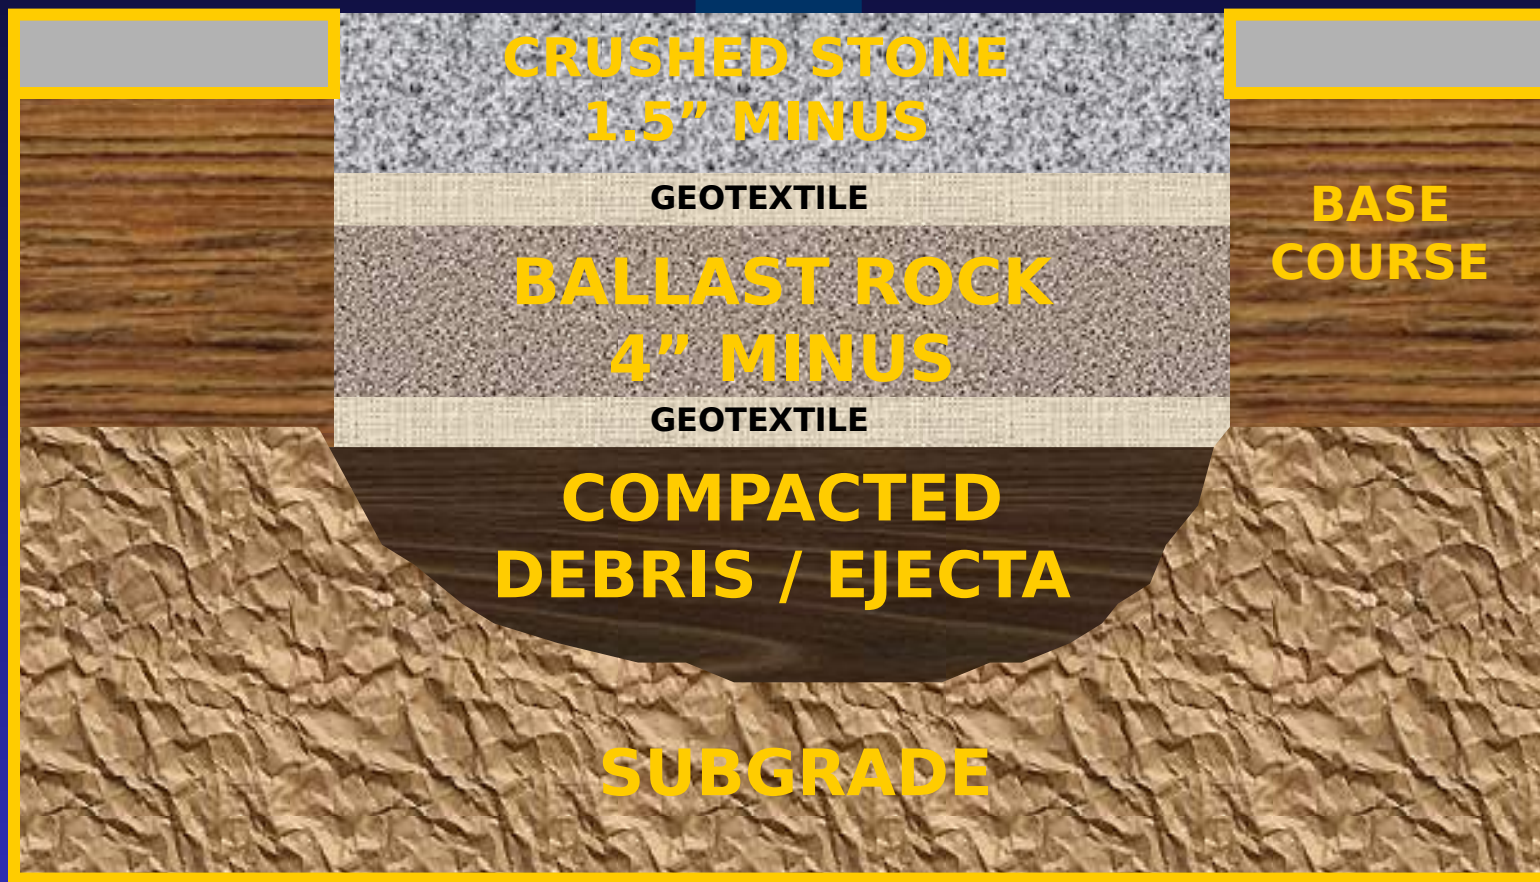 CRUSHED STONE
1.5” MINUS
GEOTEXTILE
BALLAST ROCK
4” MINUS
GEOTEXTILE
COMPACTED
DEBRIS / EJECTA
SUBGRADE
BASE
COURSE